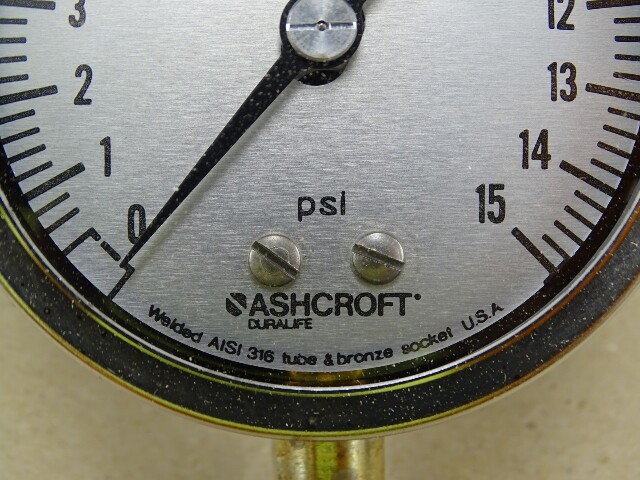 3
2
1
0
12
13
14
15
psi
ASHCROFT
DURALIFE
Welded AISI 316 tube & bronze socket U.S.A